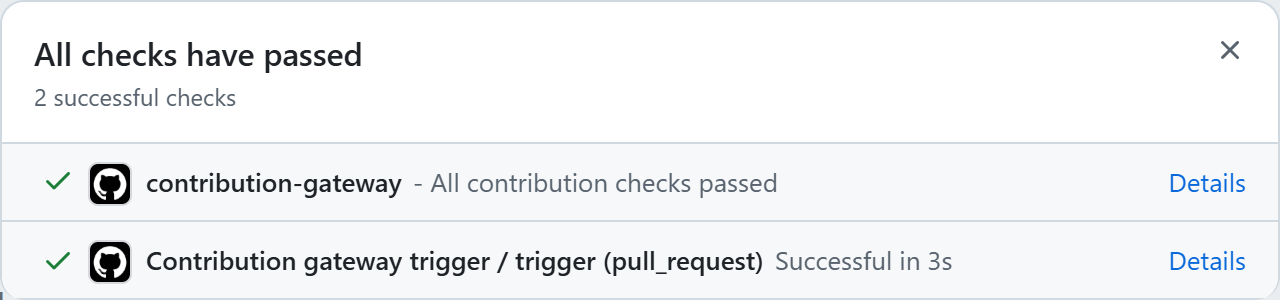 All checks have passed
2 successful checks
contribution-gateway - All contribution checks passed Details
Contribution gateway trigger / trigger (pull_request) Successful in 3s Details